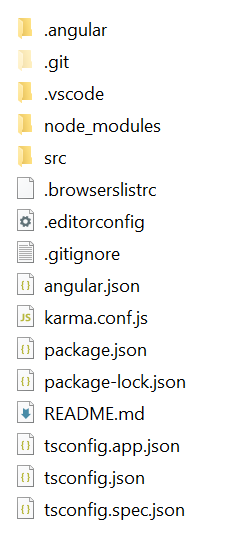 .angular
.git
.vscode
node_modules
src
.browserslistrc
.editorconfig
.gitignore
angular.json
karma.conf.js
package.json
package-lock.json
README.md
tsconfig.app.json
tsconfig.json
tsconfig.spec.json